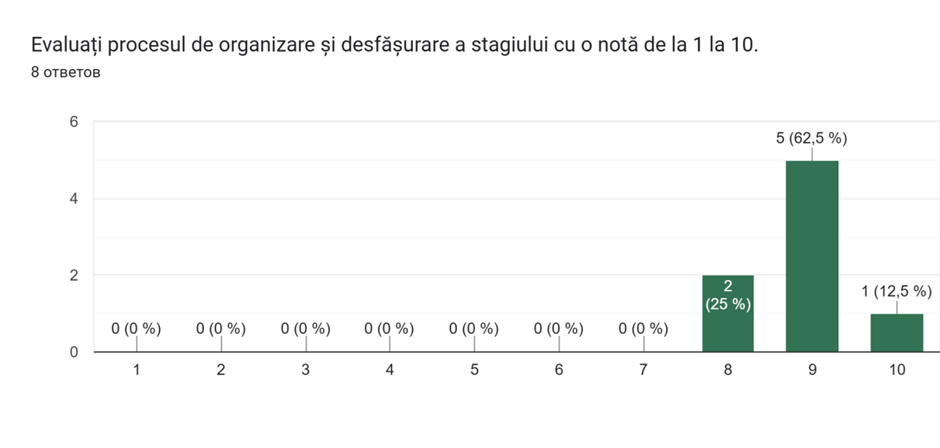 Evaluați procesul de organizare și desfășurare a stagiului cu o notă de la 1 la 10.
8 ответов
6
5 (62,5 %)
4
2
2
(25 %)
1 (12,5 %)
0 (0 %) 0 (0 %) 0 (0 %) 0 (0 %) 0 (0 %) 0 (0 %) 0 (0 %)
0
1 2 3 4 5 6 7 8 9 10